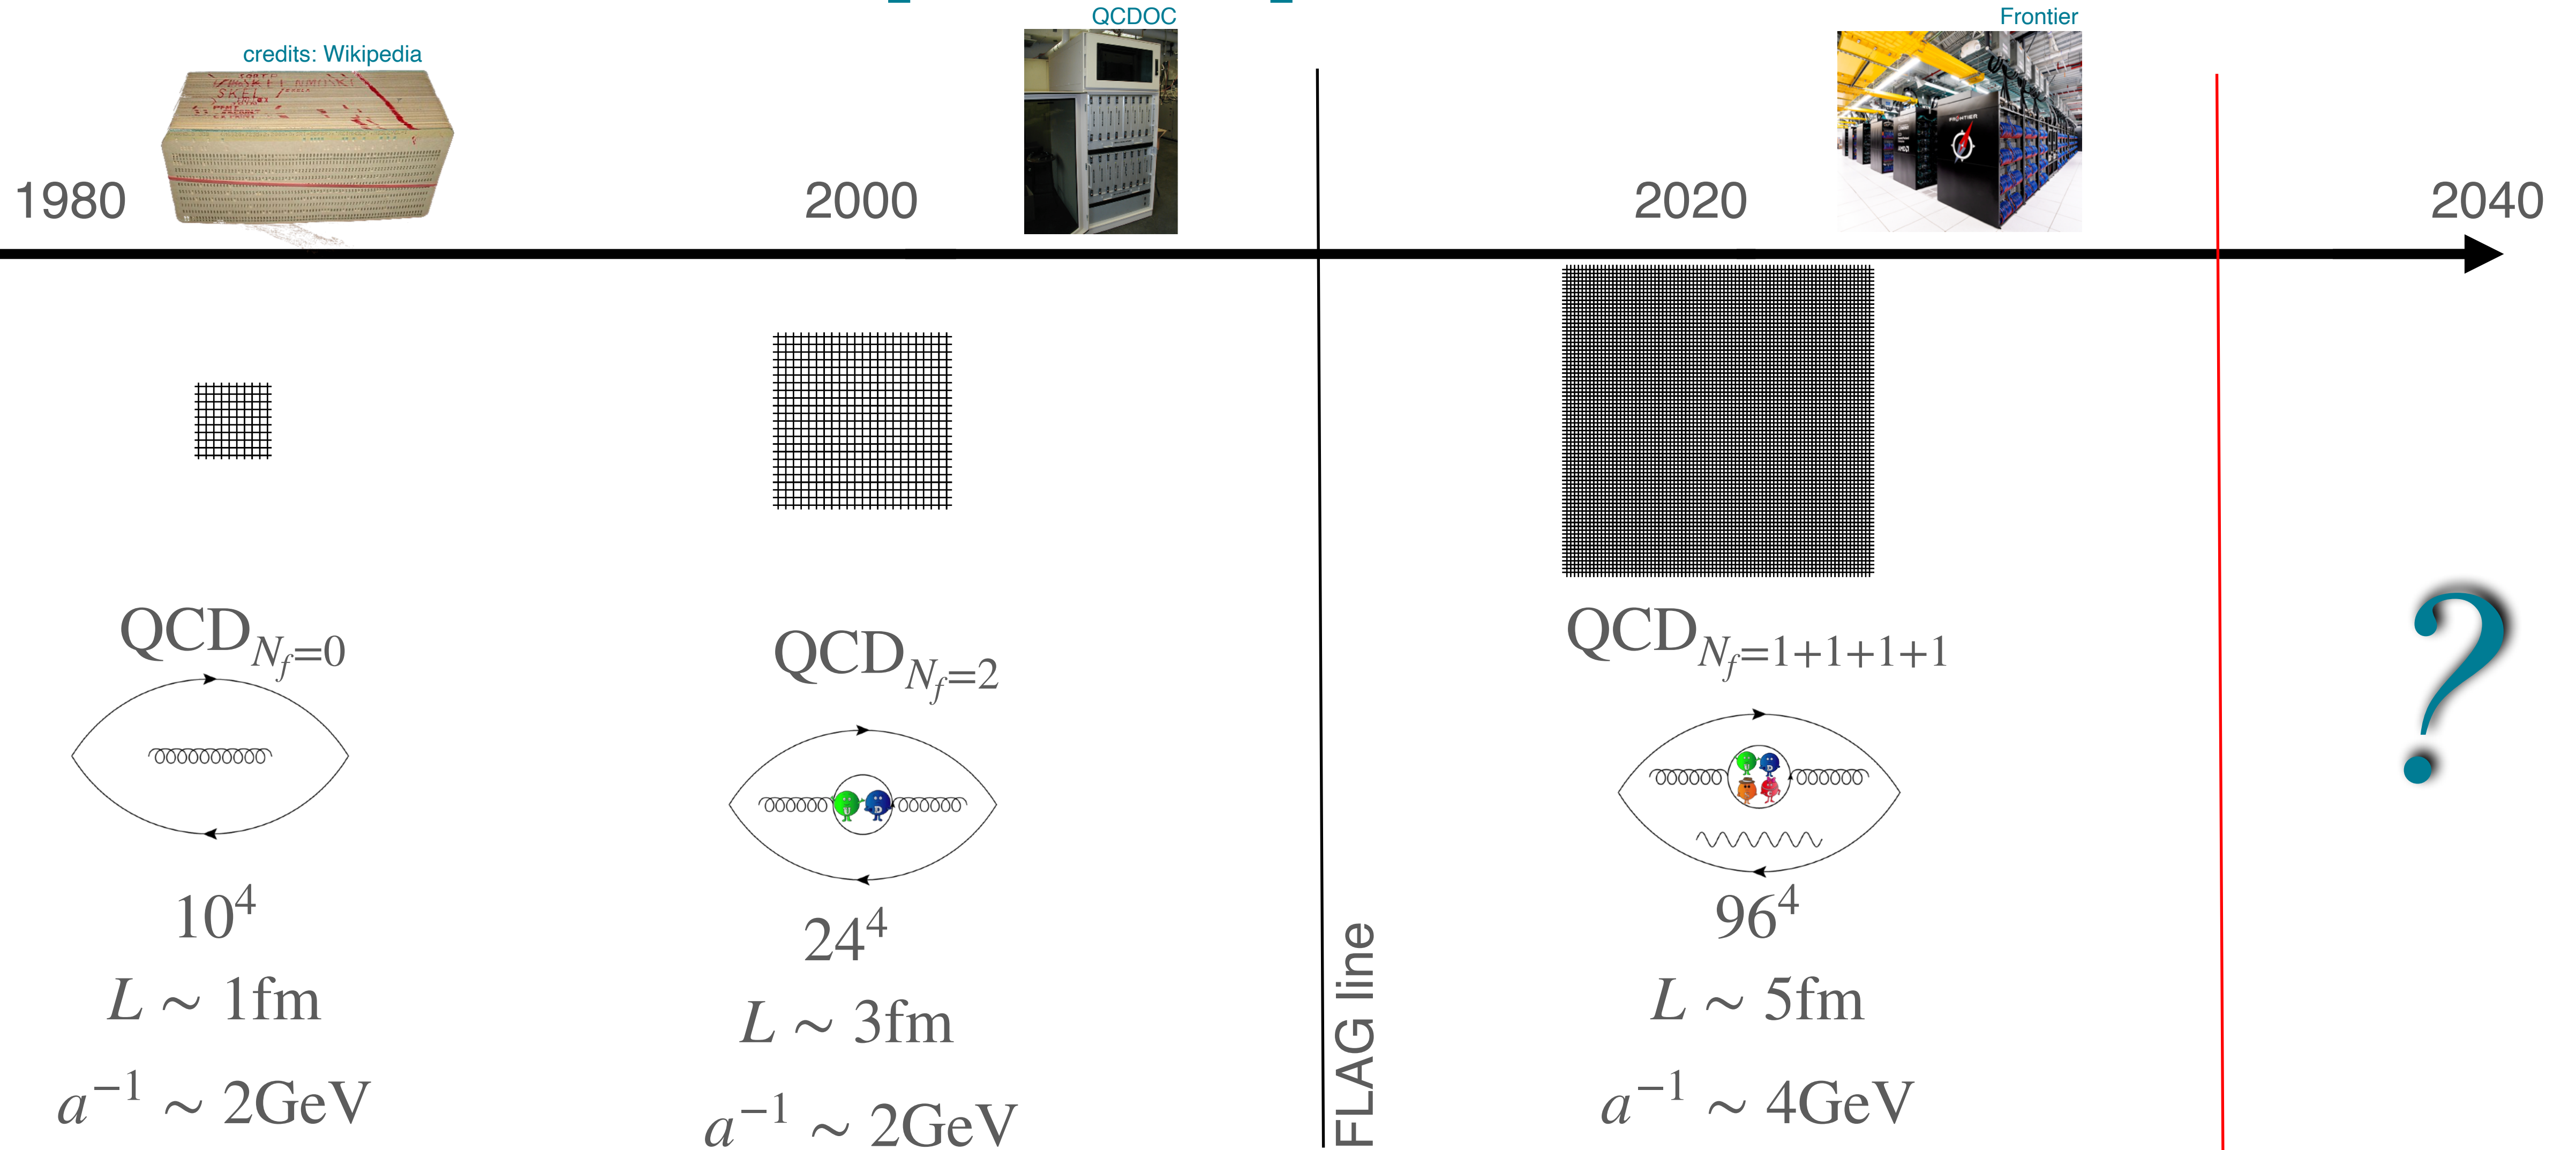 QCDOC
Frontier
credits: Wikipedia
1980
2000
2020
2040
FRONTIER
QCD_{N_f=0}
QCD_{N_f=2}
QCD_{N_f=1+1+1+1}
?
10^4
24^4
96^4
L ∼ 1fm
L ∼ 3fm
L ∼ 5fm
a^{−1} ∼ 2GeV
a^{−1} ∼ 2GeV
a^{−1} ∼ 4GeV
FLAG line